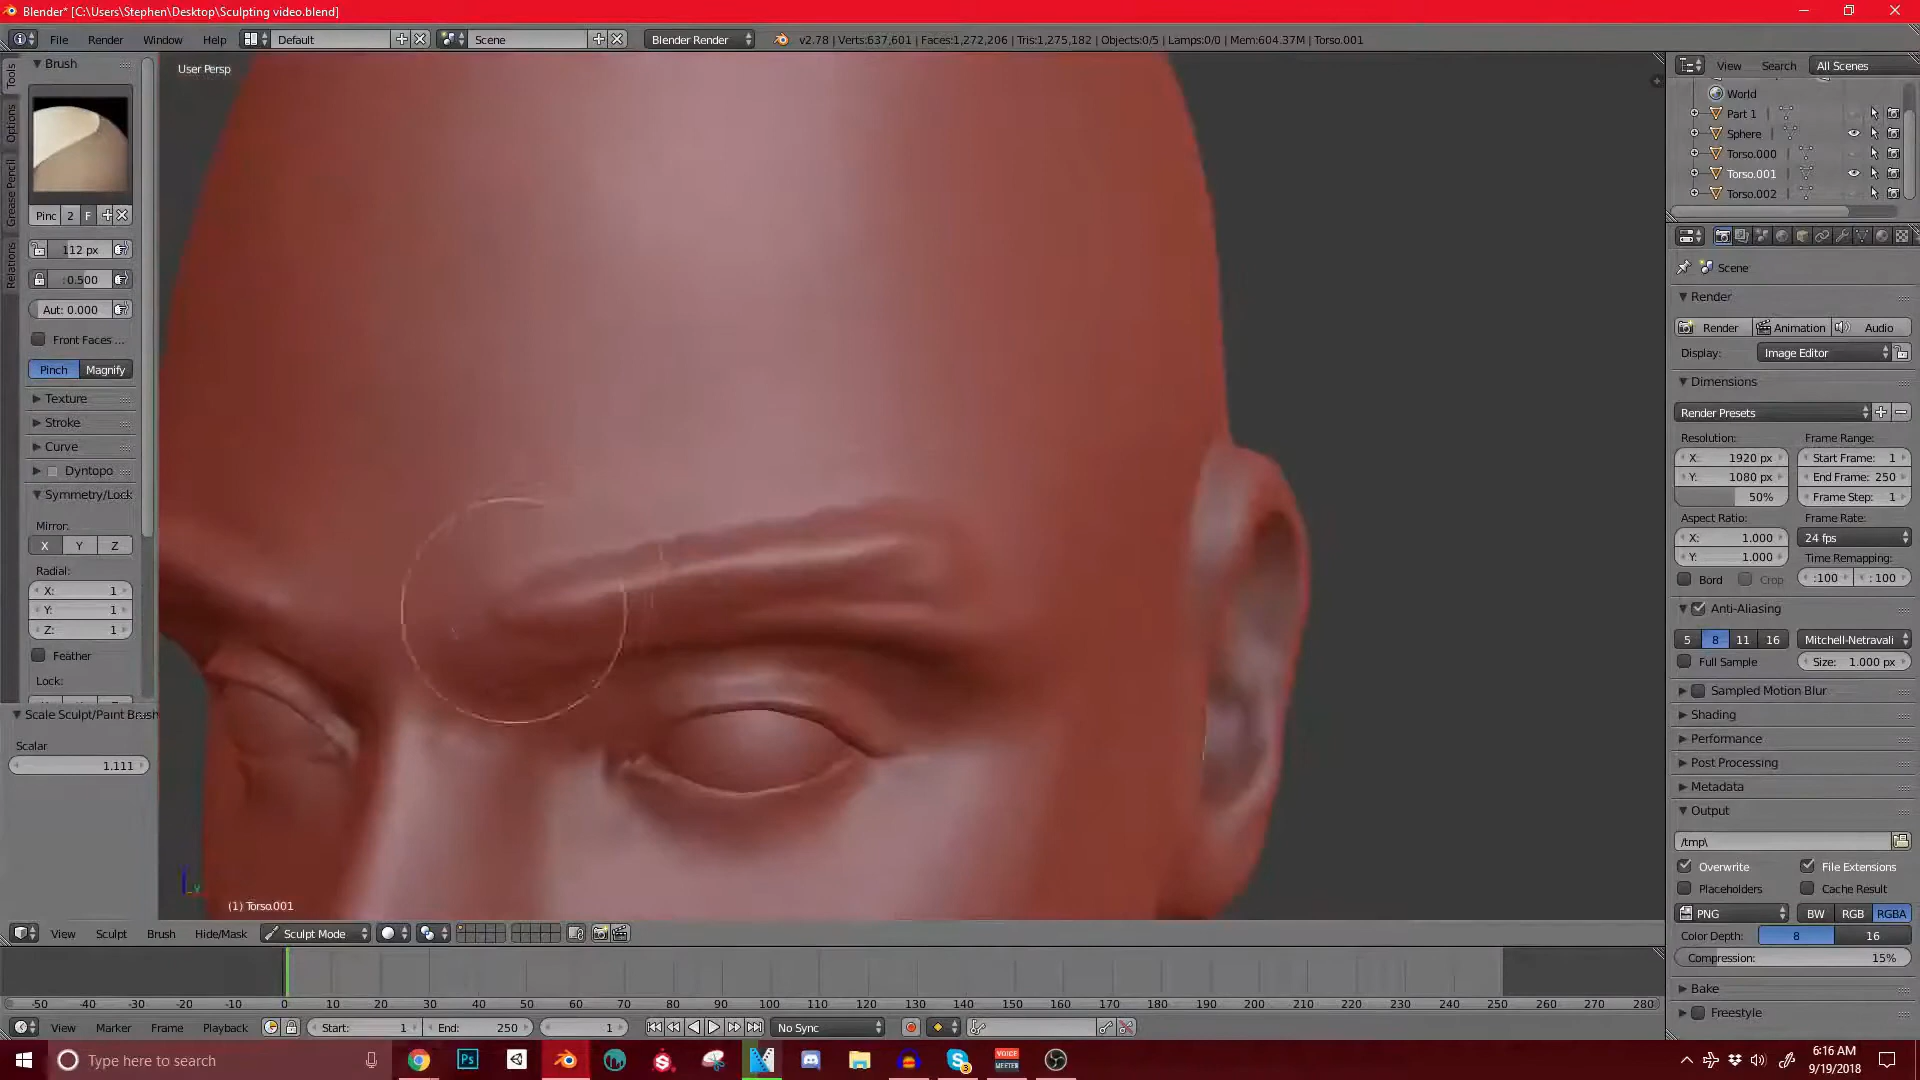 Blender* [C:\Users\Stephen\Desktop\Sculpting video.blend]
File Render Window Help Default Scene Blender Render v2.78 | Verts:637,601 | Faces:1,272,206 | Tris:1,275,182 | Objects:0/5 | Lamps:0/0 | Mem:604.37M | Torso.001
Tools
Options
Grease Pencil
Relations
Brush
Pinc 2 F
112 px
0.500
Aut: 0.000
Front Faces ...
Pinch Magnify
Texture
Stroke
Curve
Dyntopo
Symmetry/Lock
Mirror:
X Y Z
Radial:
X: 1
Y: 1
Z: 1
Feather
Lock:
Scale Sculpt/Paint Brush
Scalar
1.111
User Persp
(1) Torso.001
View Search All Scenes
World
Part 1
Sphere
Torso.000
Torso.001
Torso.002
Scene
Render
Render Animation Audio
Display: Image Editor
Dimensions
Render Presets
Resolution: Frame Range:
X: 1920 px Start Frame: 1
Y: 1080 px End Frame: 250
50% Frame Step: 1
Aspect Ratio: Frame Rate:
X: 1.000 24 fps
Y: 1.000 Time Remapping:
Bord Crop :100 : 100
Anti-Aliasing
5 8 11 16 Mitchell-Netravali
Full Sample Size: 1.000 px
Sampled Motion Blur
Shading
Performance
Post Processing
Metadata
Output
/tmp\
Overwrite File Extensions
Placeholders Cache Result
PNG BW RGB RGBA
Color Depth: 8 16
Compression: 15%
Bake
Freestyle
View Sculpt Brush Hide/Mask Sculpt Mode
-50 -40 -30 -20 -10 0 10 20 30 40 50 60 70 80 90 100 110 120 130 140 150 160 170 180 190 200 210 220 230 240 250 260 270 280
View Marker Frame Playback Start: 1 End: 250 1 No Sync
Type here to search
Ps
VOICE
MEETER
3
6:16 AM
9/19/2018